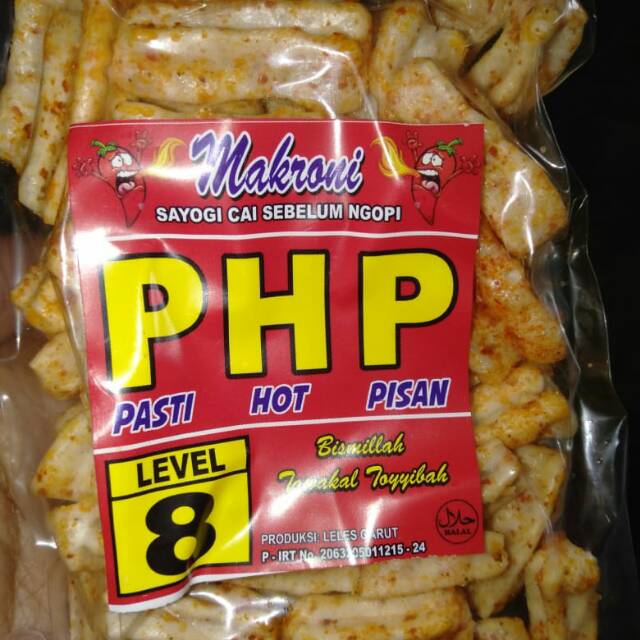 Makroni
SAYOGI CAI SEBELUM NGOPI
PHP
PASTI HOT PISAN
LEVEL
8
Bismillah
Tawakal Toyyibah
PRODUKSI: LELES GARUT
P - IRT No. 2063205011215 - 24
حلال
HALAL